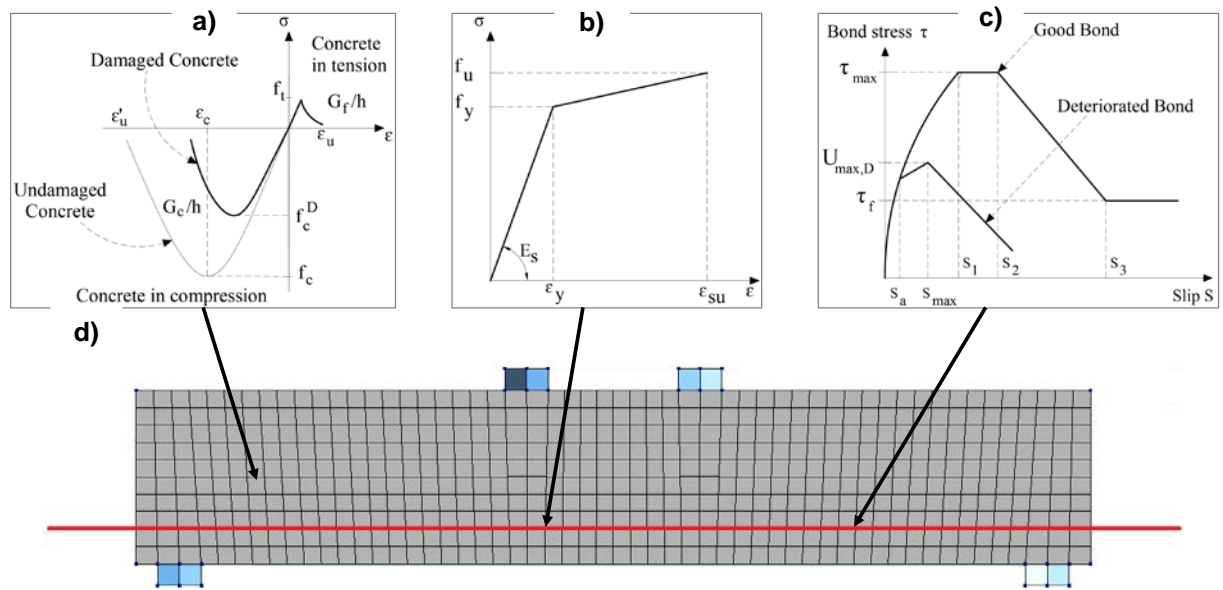 a)
σ
Concrete
in tension
Damaged Concrete
f_t
G_f/h
ε'_u
ε_c
ε_u
ε
Undamaged
Concrete
G_c/h
f_c^D
f_c
Concrete in compression
b)
σ
f_u
f_y
E_s
ε_y
ε_su
ε
c)
Bond stress τ
Good Bond
τ_max
Deteriorated Bond
U_max,D
τ_f
s_1
s_2
s_3
s_a
s_max
Slip S
d)